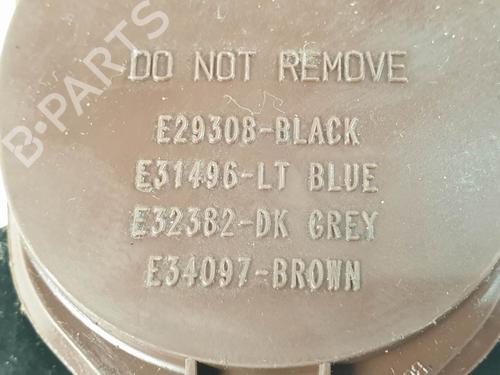 B-PARTS
DO NOT REMOVE
E29308-BLACK
E31496-LT BLUE
E32382-DK GREY
E34097-BROWN